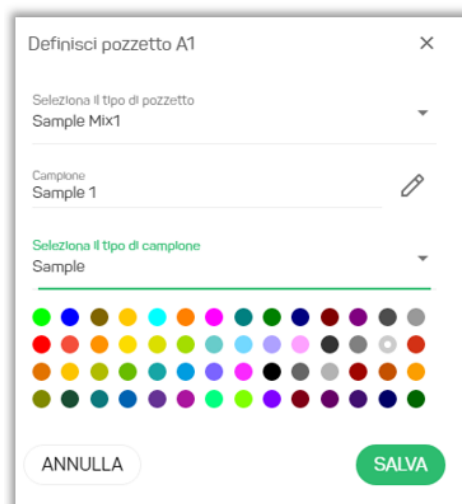 Definisci pozzetto A1
Seleziona il tipo di pozzetto
Sample Mix1
Campione
Sample 1
Seleziona il tipo di campione
Sample
ANNULLA
SALVA